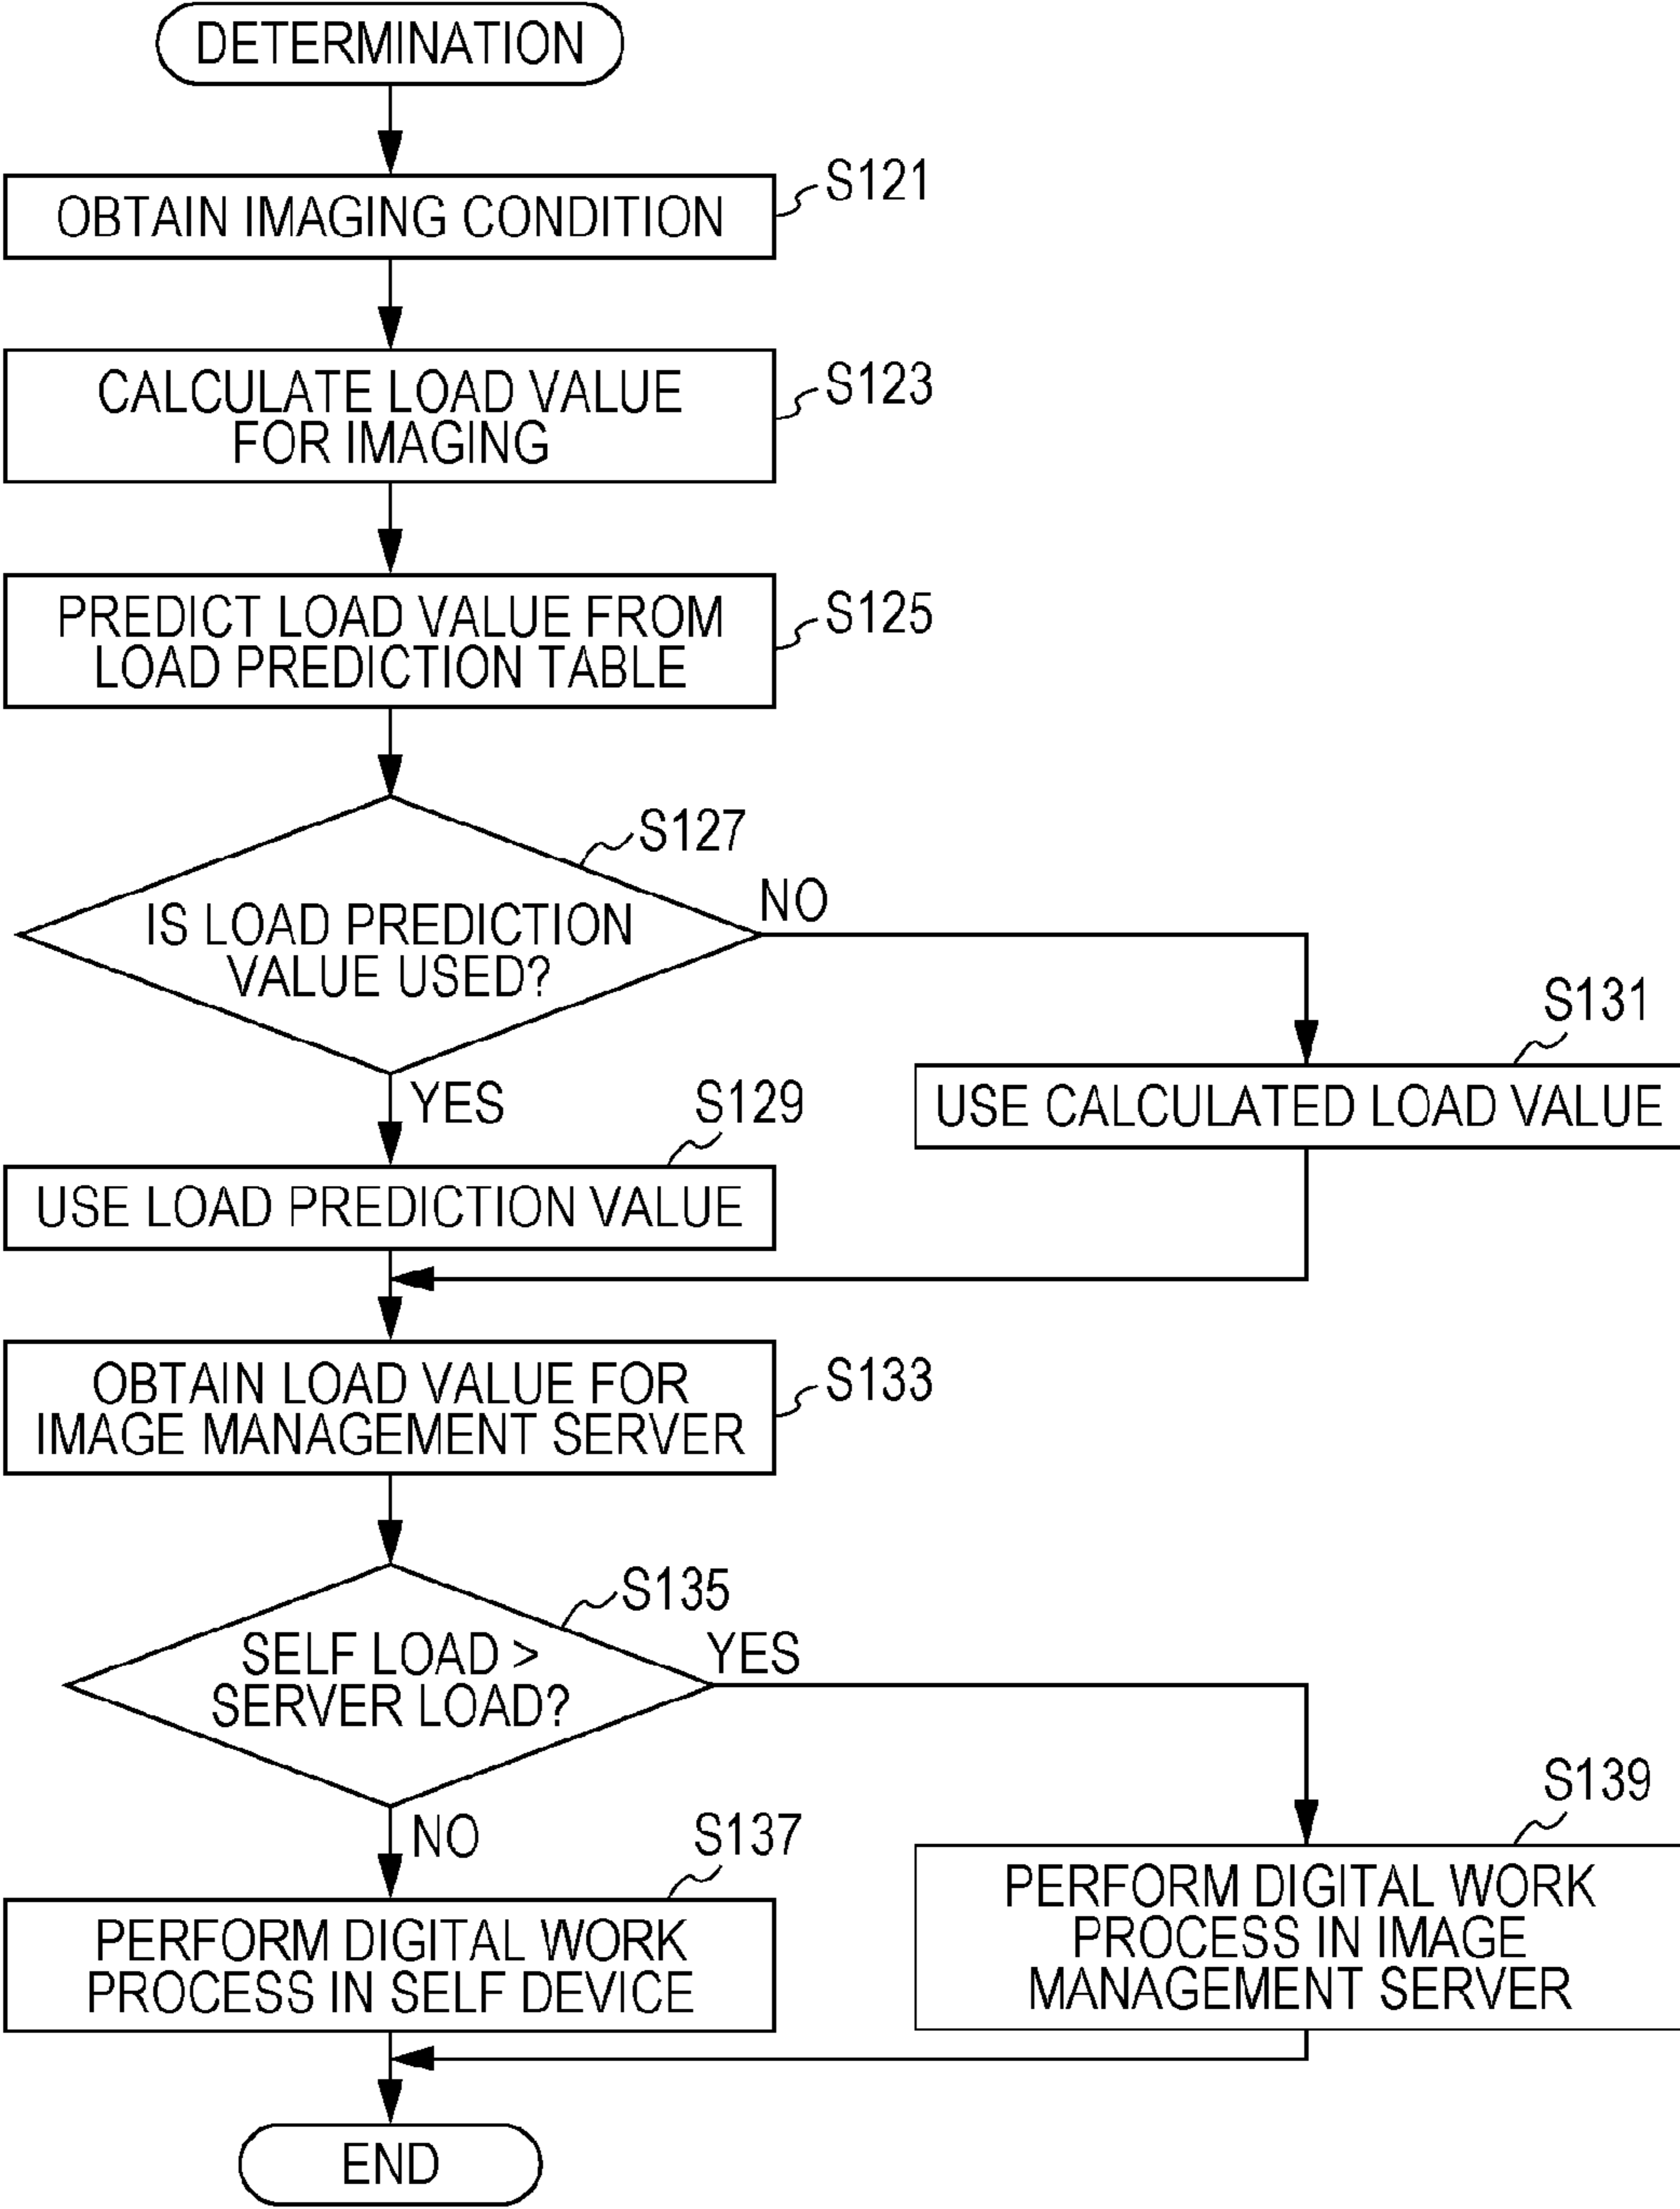 DETERMINATION
S121
OBTAIN IMAGING CONDITION
S123
CALCULATE LOAD VALUE
FOR IMAGING
S125
PREDICT LOAD VALUE FROM
LOAD PREDICTION TABLE
S127
IS LOAD PREDICTION
VALUE USED?
NO
YES
S131
USE CALCULATED LOAD VALUE
S129
USE LOAD PREDICTION VALUE
S133
OBTAIN LOAD VALUE FOR
IMAGE MANAGEMENT SERVER
S135
SELF LOAD >
SERVER LOAD?
YES
NO
S139
PERFORM DIGITAL WORK
PROCESS IN IMAGE
MANAGEMENT SERVER
S137
PERFORM DIGITAL WORK
PROCESS IN SELF DEVICE
END